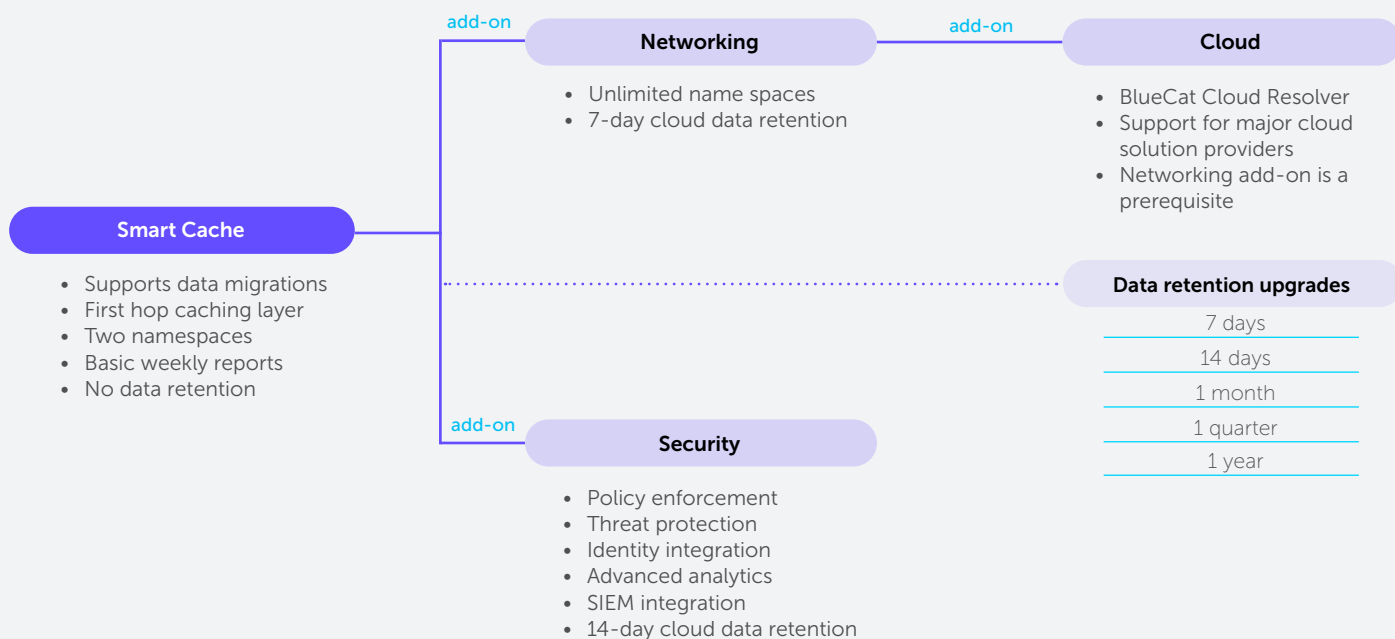 Smart Cache
• Supports data migrations
• First hop caching layer
• Two namespaces
• Basic weekly reports
• No data retention
add-on
Networking
• Unlimited name spaces
• 7-day cloud data retention
add-on
Cloud
• BlueCat Cloud Resolver
• Support for major cloud
solution providers
• Networking add-on is a
prerequisite
Data retention upgrades
7 days
14 days
1 month
1 quarter
1 year
add-on
Security
• Policy enforcement
• Threat protection
• Identity integration
• Advanced analytics
• SIEM integration
• 14-day cloud data retention